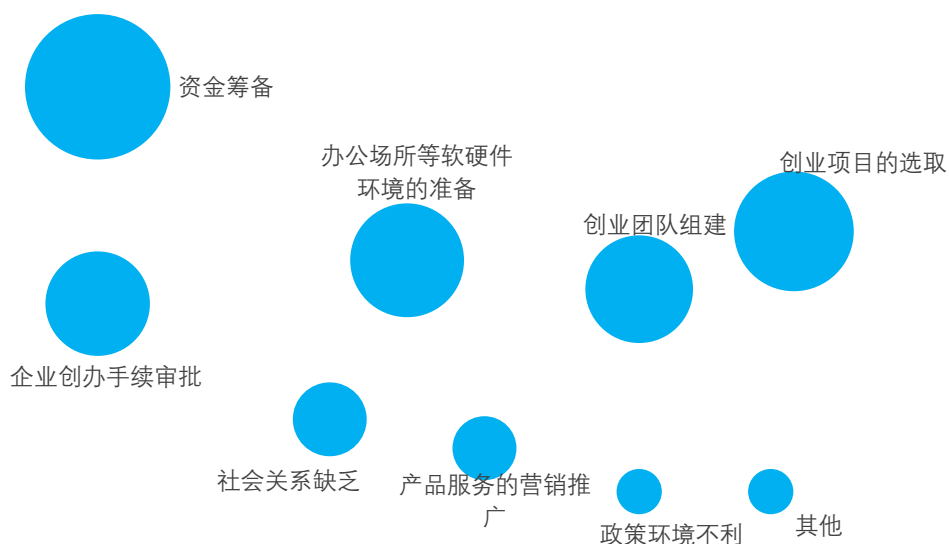 资金筹备
办公场所等软硬件
环境的准备
创业项目的选取
创业团队组建
企业创办手续审批
社会关系缺乏
产品服务的营销推
广
政策环境不利
其他